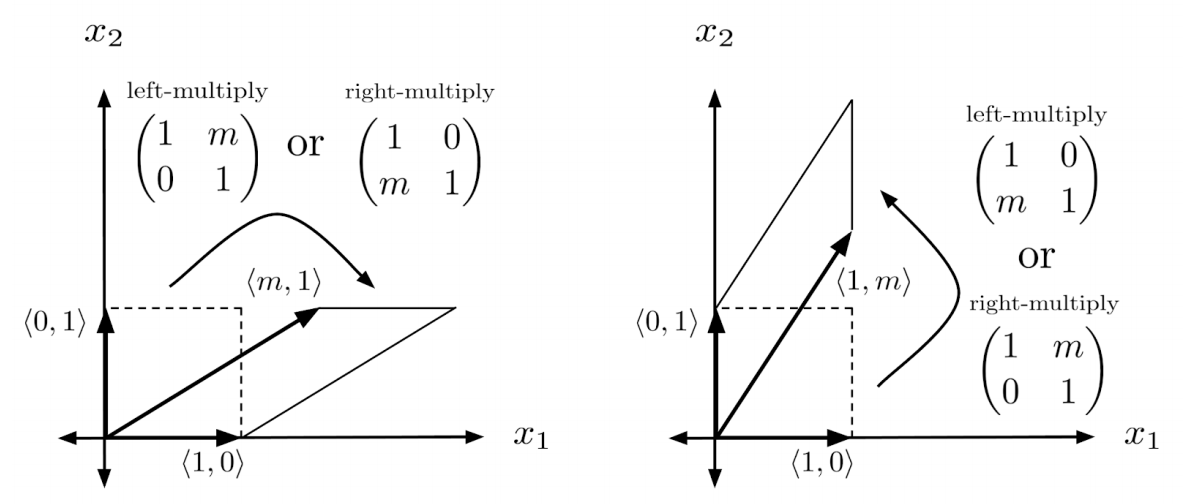 x₂
left-multiply right-multiply
(1 m
0 1) or (1 0
m 1)
⟨m, 1⟩
⟨0, 1⟩
⟨1, 0⟩
x₁
x₂
left-multiply
(1 0
m 1)
or
right-multiply
(1 m
0 1)
⟨1, m⟩
⟨0, 1⟩
⟨1, 0⟩
x₁